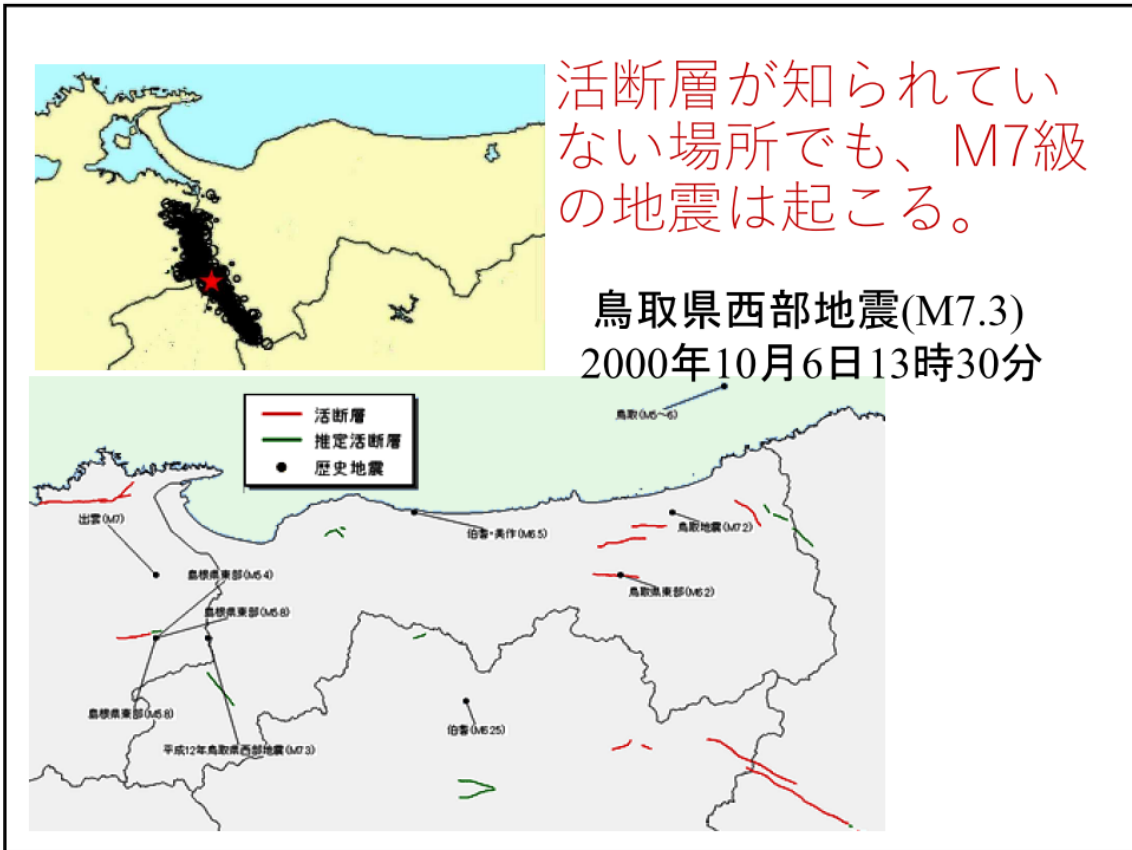 活断層が知られてい
ない場所でも、M7級
の地震は起こる。
鳥取県西部地震(M7.3)
2000年10月6日13時30分
活断層
推定活断層
歴史地震
鳥取(M5~6)
出雲(M7)
伯耆・美作(M6.5)
鳥取地震(M7.2)
島根県東部(M5.4)
鳥取県東部(M6.2)
島根県東部(M5.8)
島根県東部(M5.8)
伯耆(M6.25)
平成12年鳥取県西部地震(M7.3)